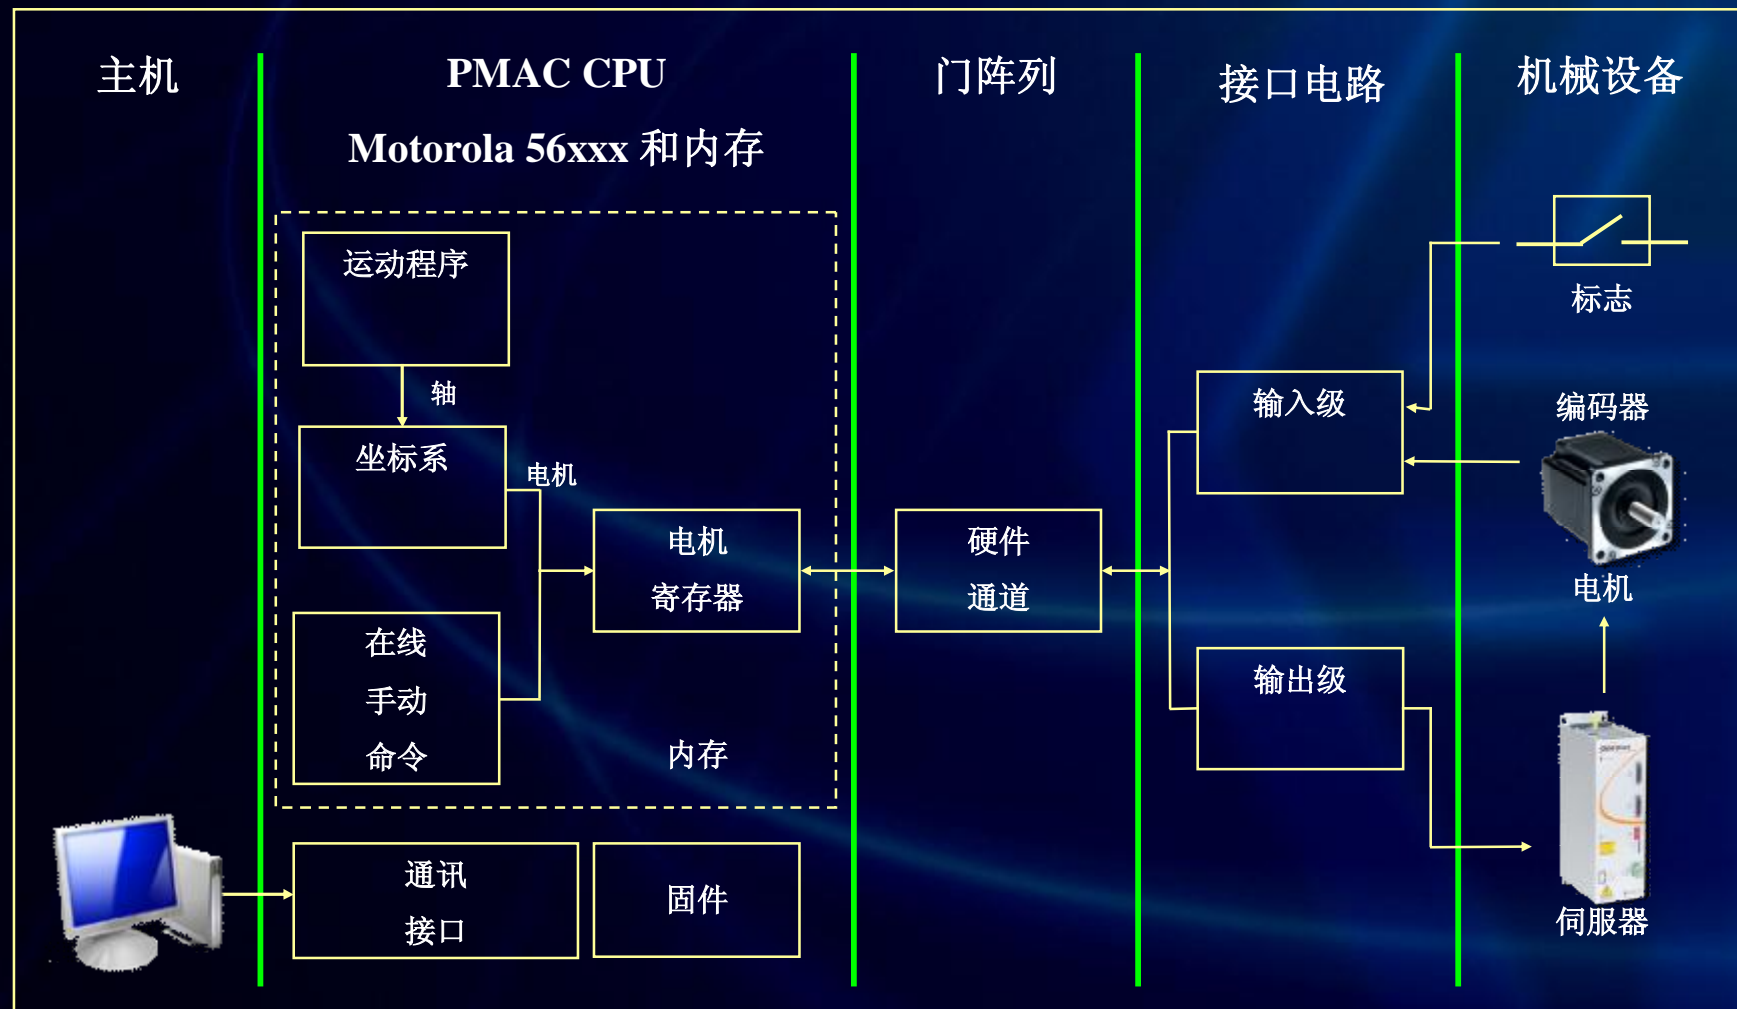 主机
PMAC CPU
Motorola 56xxx 和内存
门阵列
接口电路
机械设备
运动程序
轴
坐标系
电机
在线
手动
命令
电机
寄存器
内存
通讯
接口
固件
硬件
通道
输入级
输出级
标志
编码器
电机
伺服器